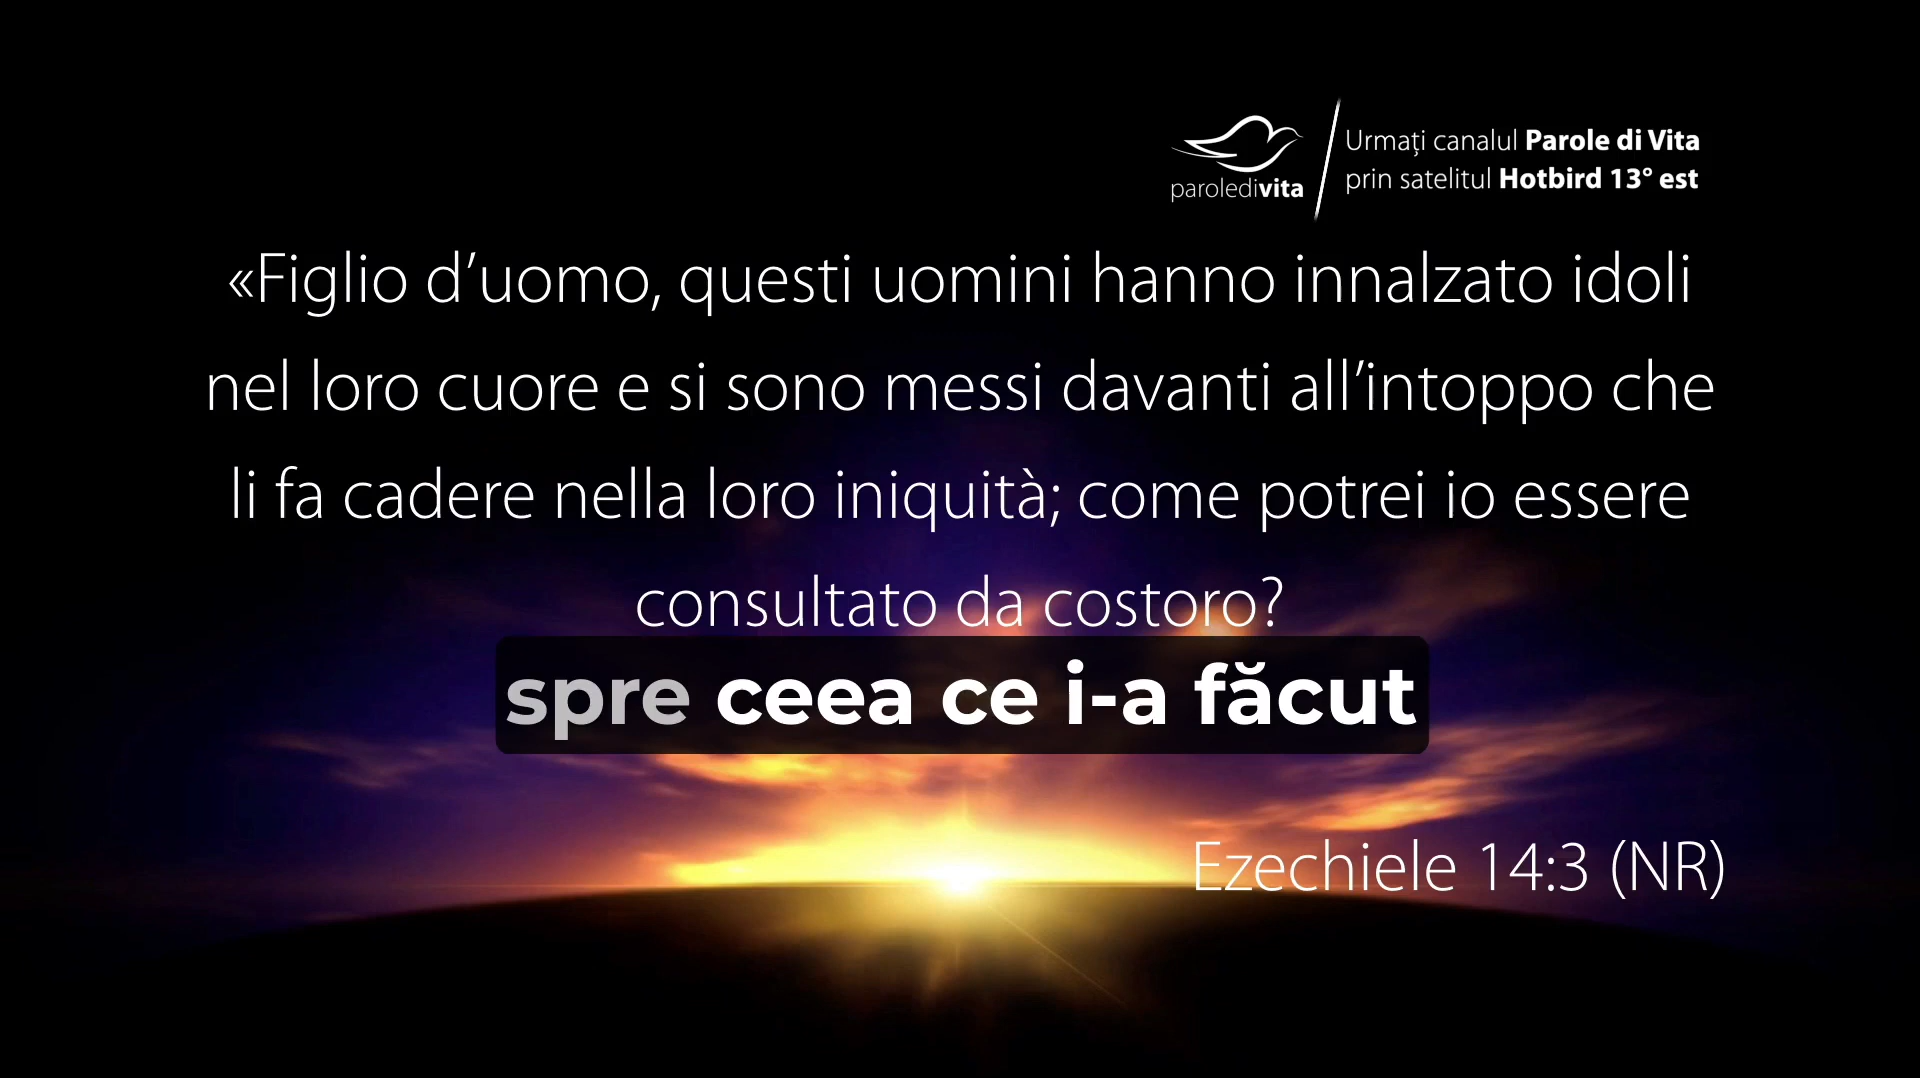 paroledivita
Urmați canalul Parole di Vita
prin satelitul Hotbird 13° est
«Figlio d’uomo, questi uomini hanno innalzato idoli
nel loro cuore e si sono messi davanti all’intoppo che
li fa cadere nella loro iniquità; come potrei io essere
consultato da costoro?
spre ceea ce i-a făcut
Ezechiele 14:3 (NR)